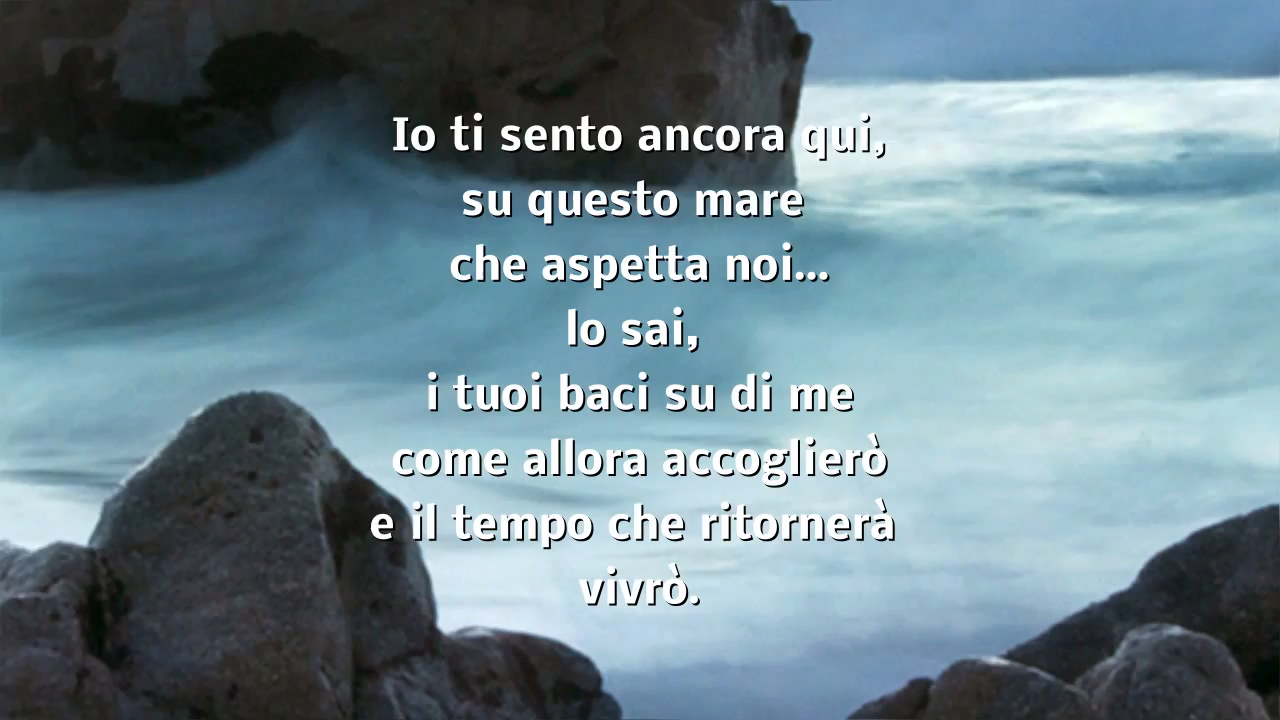 Io ti sento ancora qui,
su questo mare
che aspetta noi...
lo sai,
i tuoi baci su di me
come allora accoglierò
e il tempo che ritornerà
vivrò.